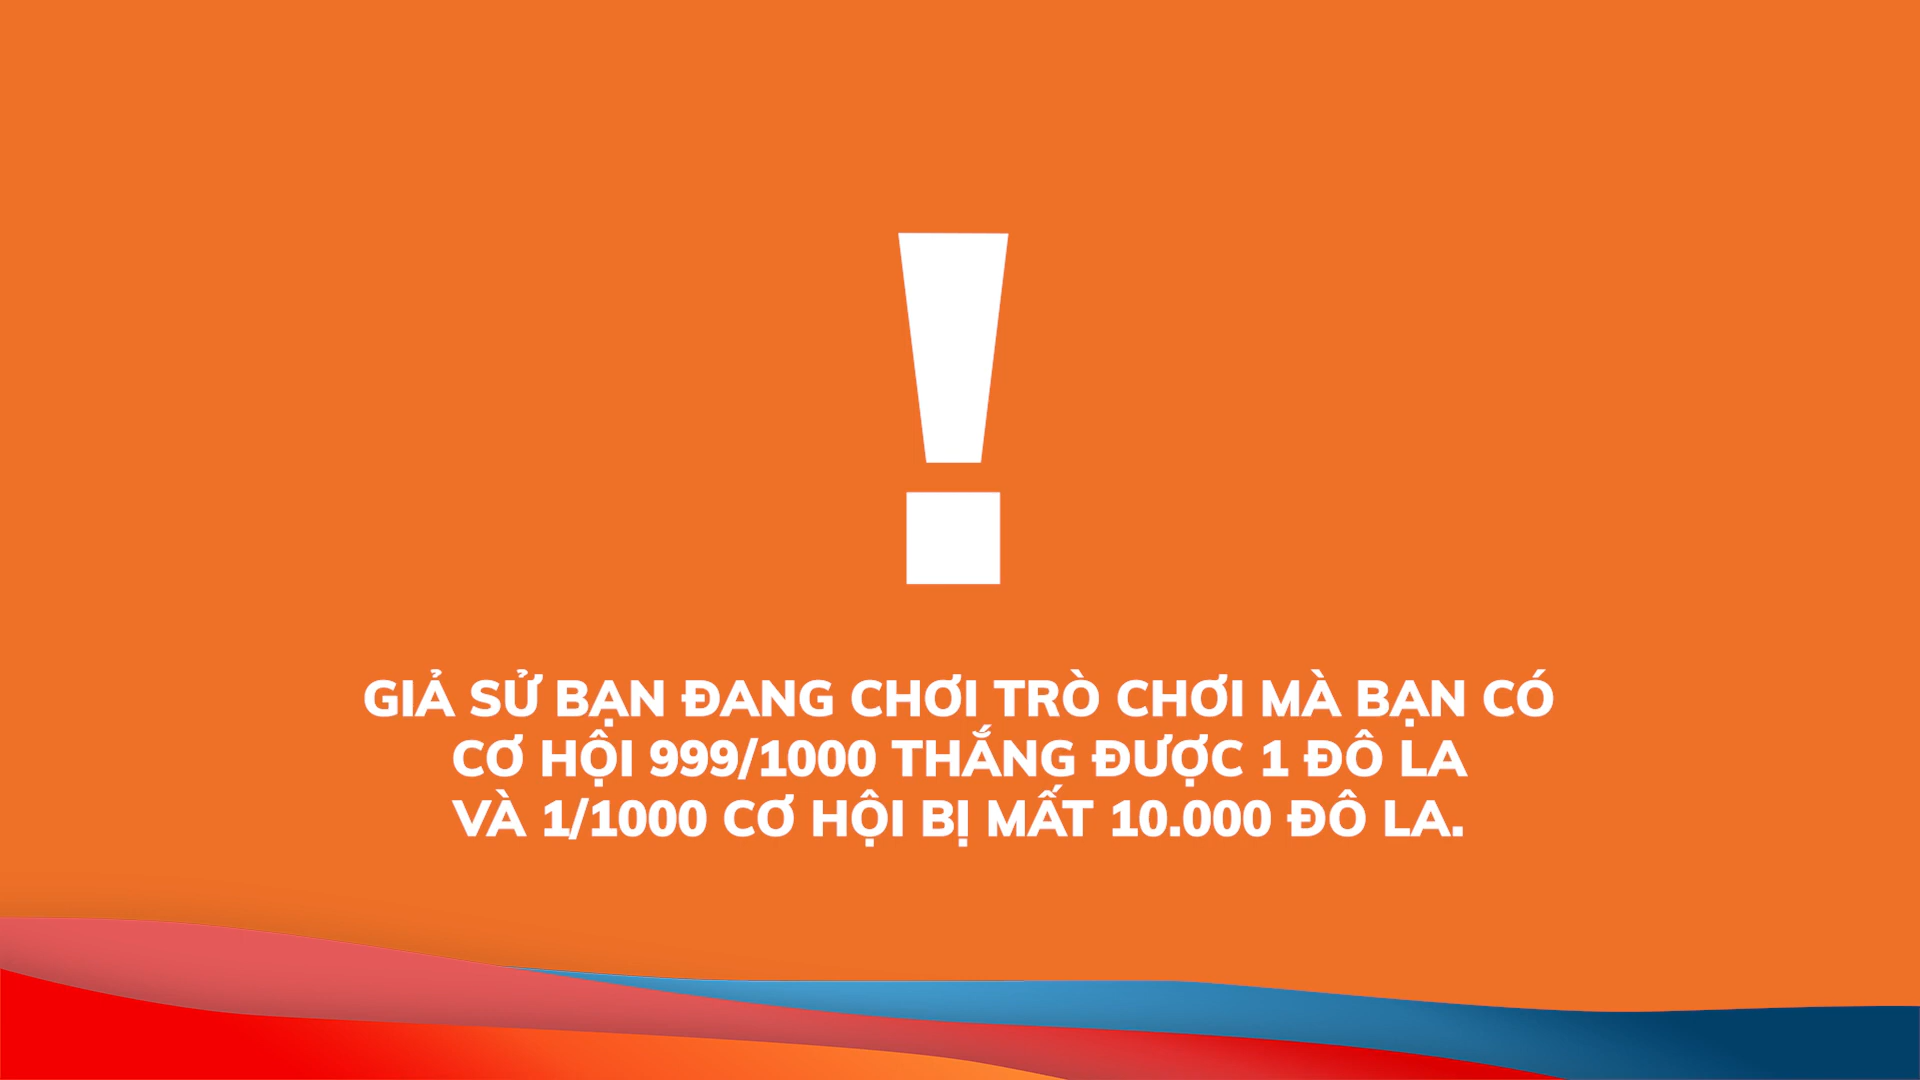 GIẢ SỬ BẠN ĐANG CHƠI TRÒ CHƠI MÀ BẠN CÓ
CƠ HỘI 999/1000 THẮNG ĐƯỢC 1 ĐÔ LA
VÀ 1/1000 CƠ HỘI BỊ MẤT 10.000 ĐÔ LA.